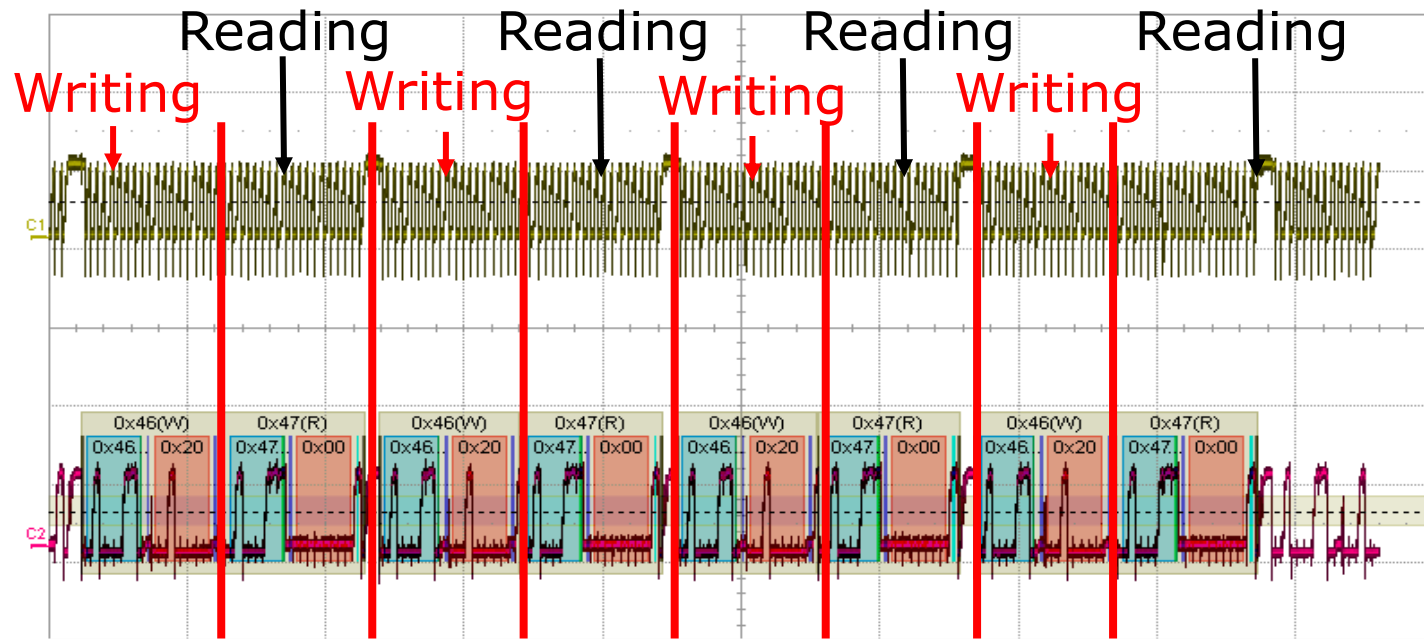 Reading Reading Reading Reading
Writing Writing Writing Writing
C1
0x46(W) 0x47(R) 0x46(W) 0x47(R) 0x46(W) 0x47(R) 0x46(W) 0x47(R)
0x46... 0x20 0x47... 0x00 0x46... 0x20 0x47... 0x00 0x46... 0x20 0x47... 0x00 0x46... 0x20 0x47... 0x00
C2